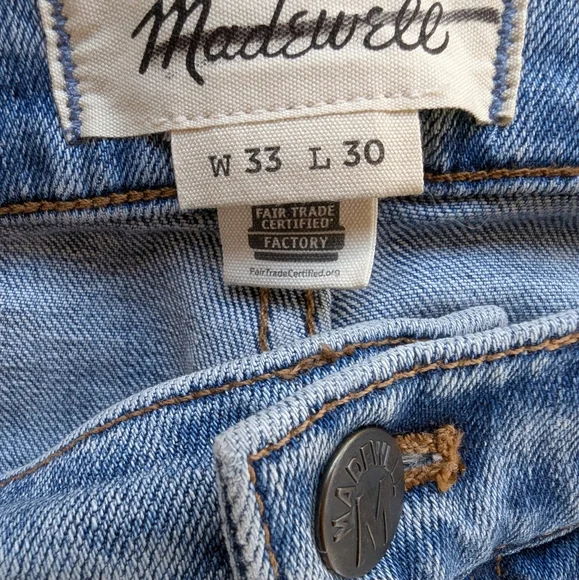 Madewell
W 33 L 30
FAIR TRADE
CERTIFIED
FACTORY
FairTradeCertified.org
MADEWELL
M